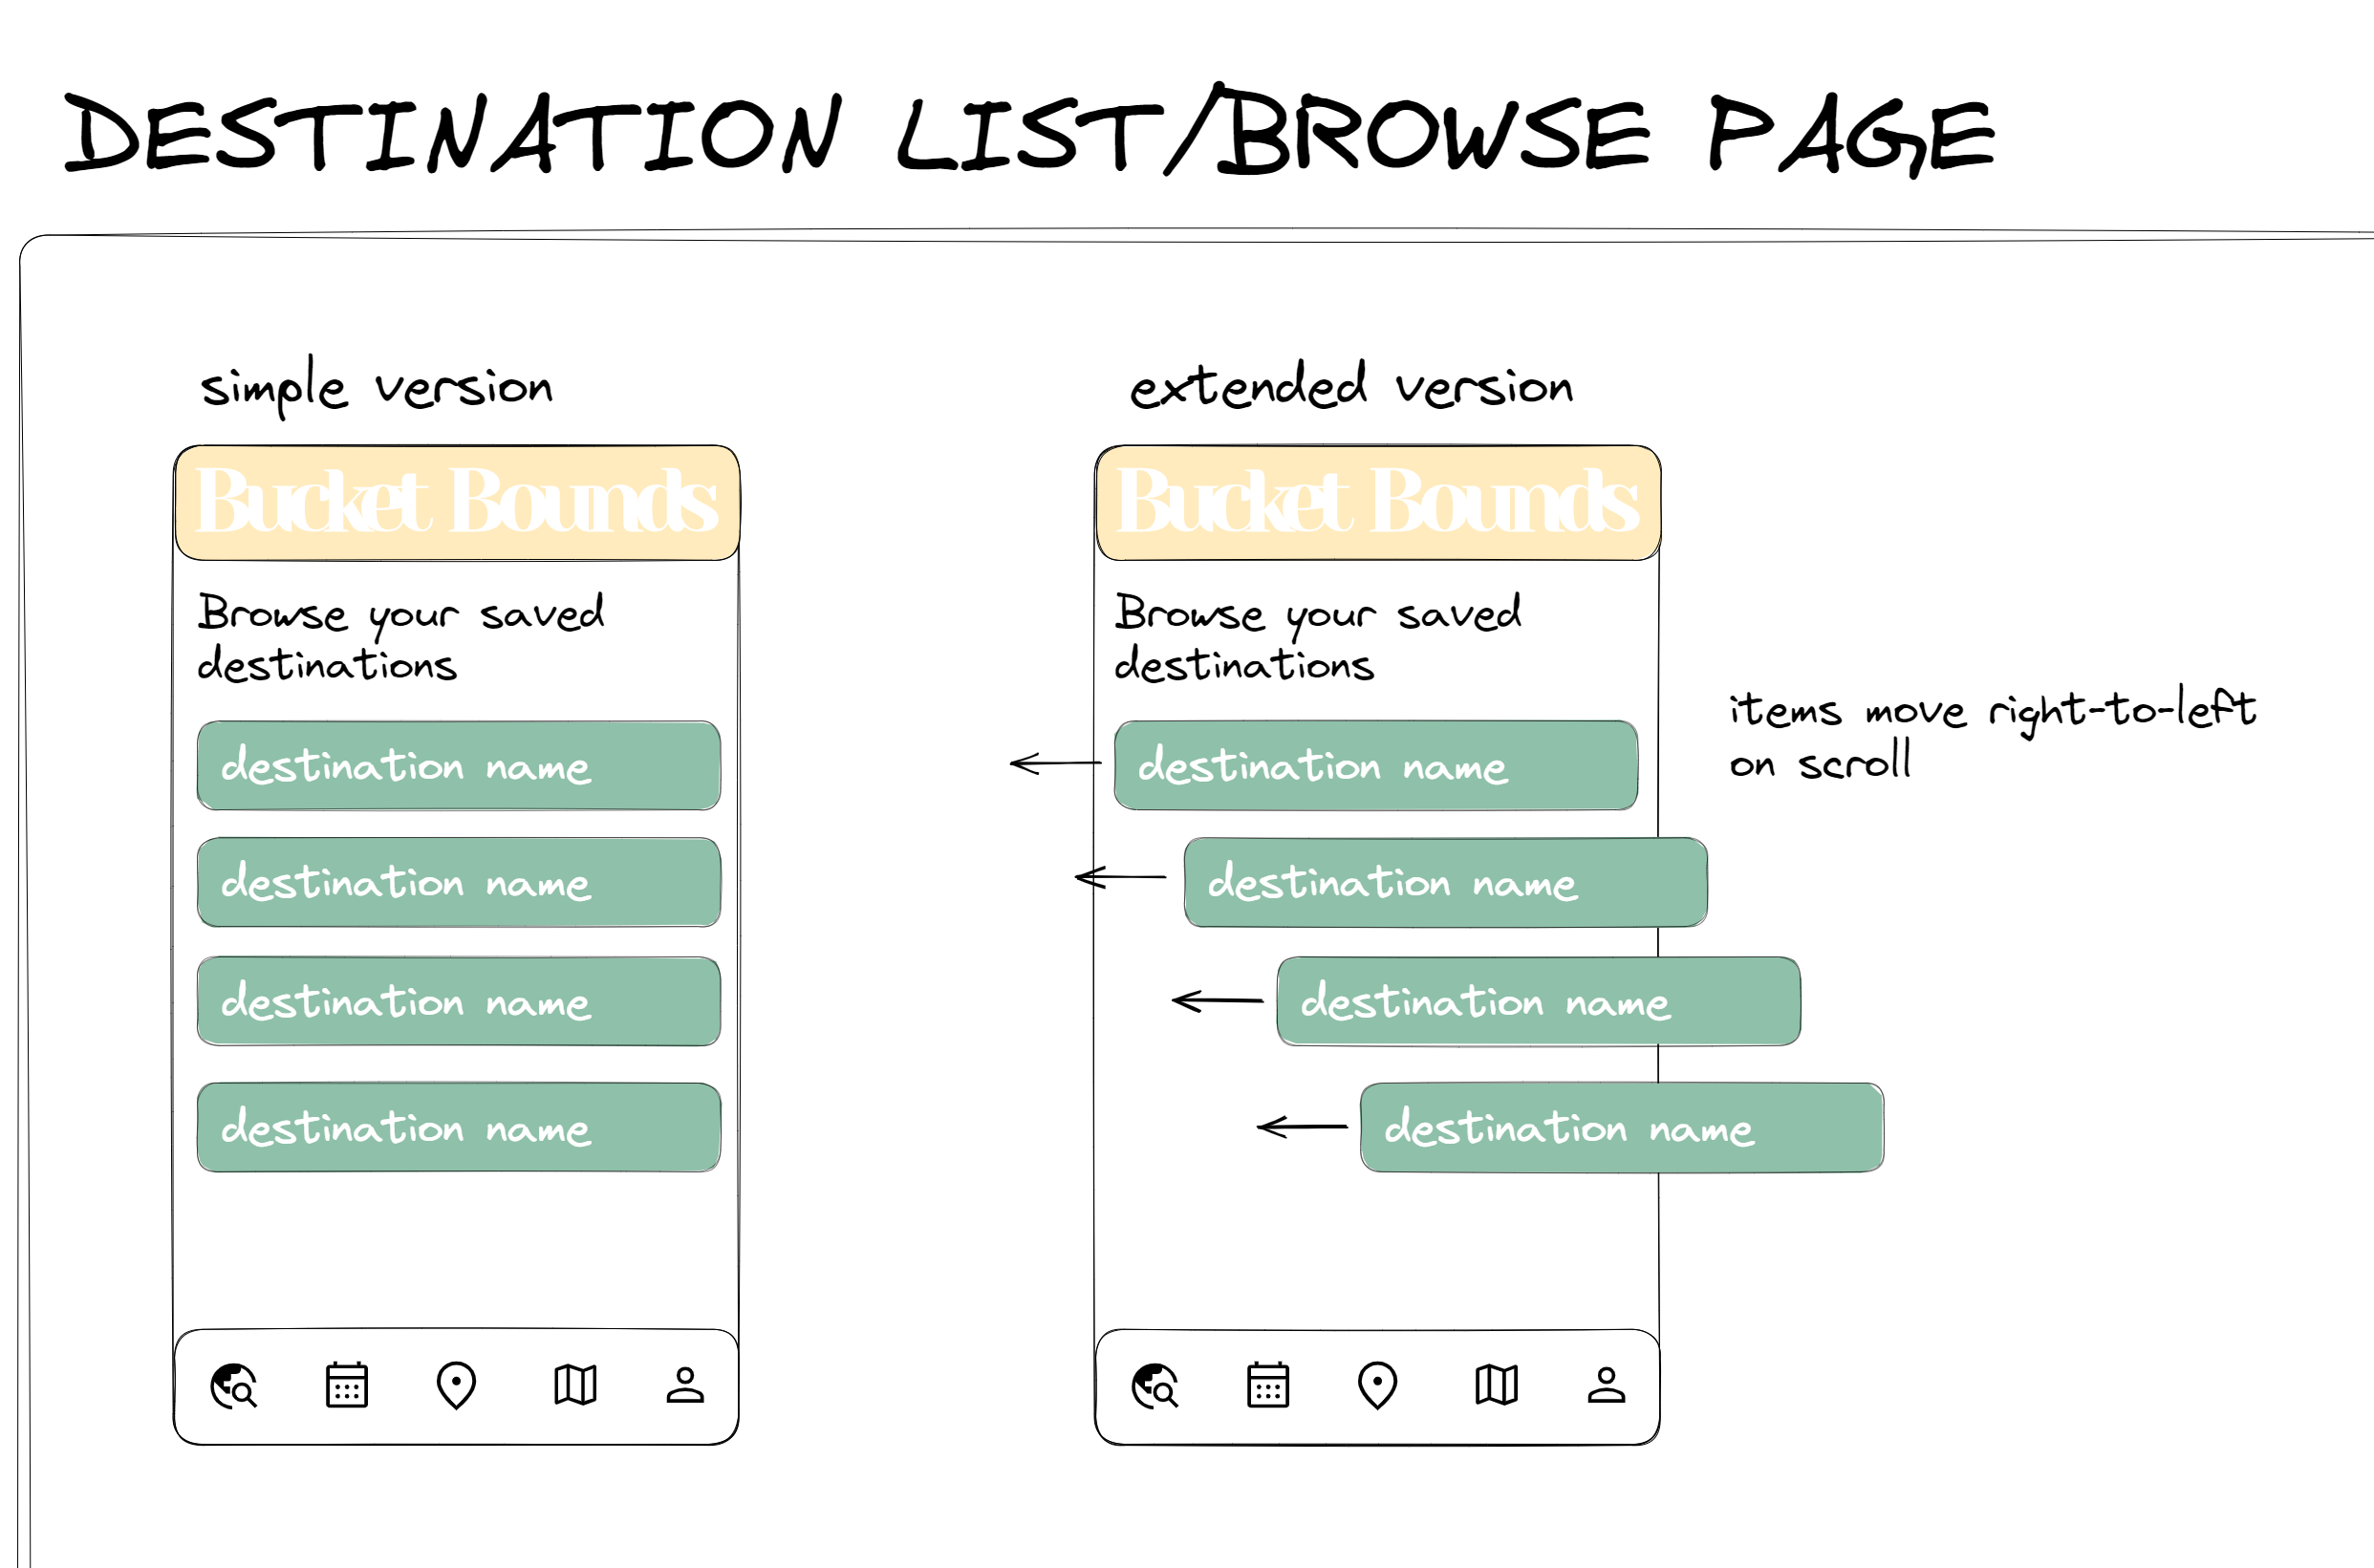 DESTINATION LIST/BROWSE PAGE
simple version
Bucket Bounds
Browse your saved
destinations
destination name
destination name
destination name
destination name
extended version
Bucket Bounds
Browse your saved
destinations
destination name
destination name
destination name
destination name
items move right-to-left
on scroll